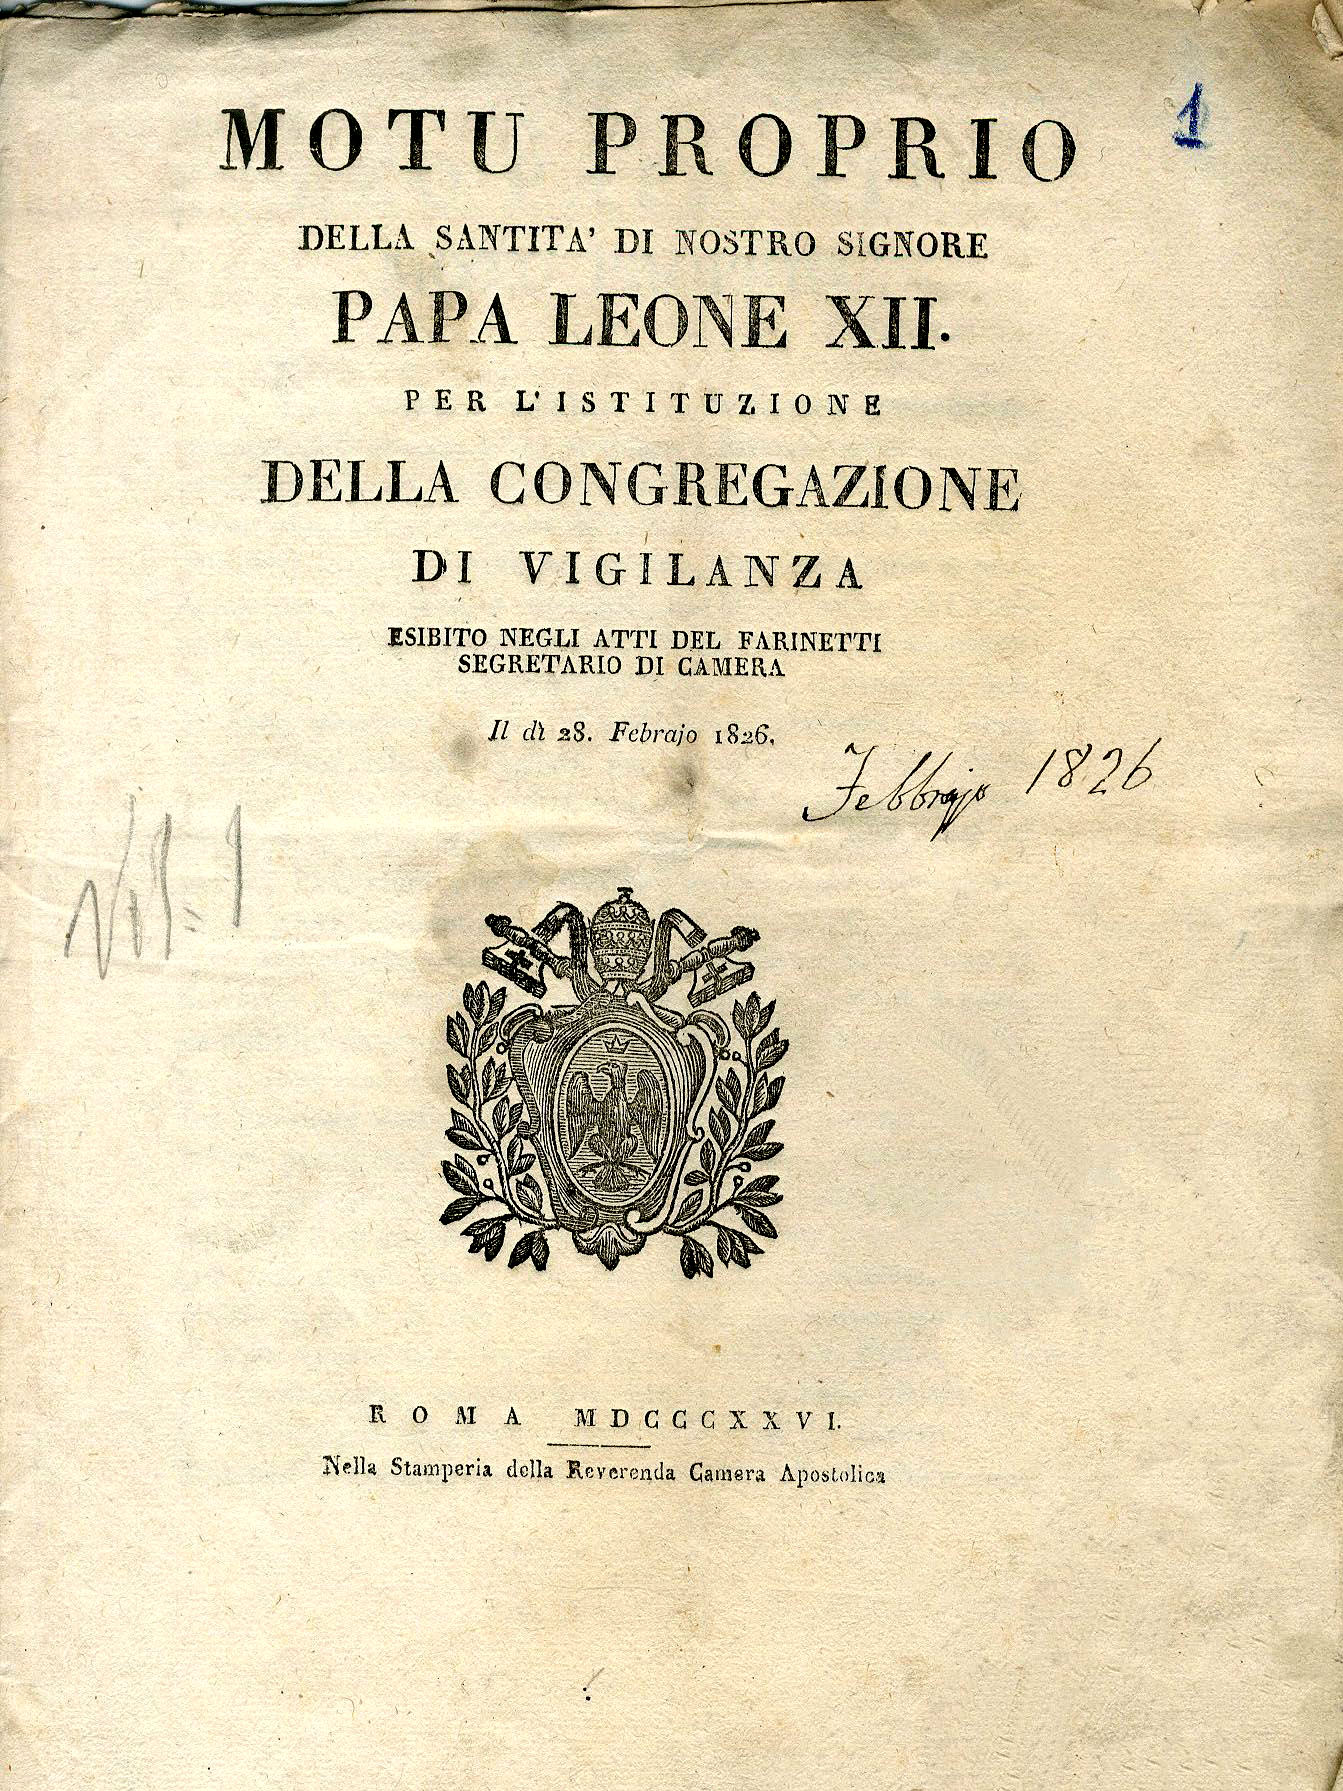 1
MOTU PROPRIO
DELLA SANTITA' DI NOSTRO SIGNORE
PAPA LEONE XII.
PER L'ISTITUZIONE
DELLA CONGREGAZIONE
DI VIGILANZA
ESIBITO NEGLI ATTI DEL FARINETTI
SEGRETARIO DI CAMERA
Il dì 28. Febrajo 1826.
Febbrajo 1826
ROMA MDCCCXXVI.
Nella Stamperia della Reverenda Camera Apostolica